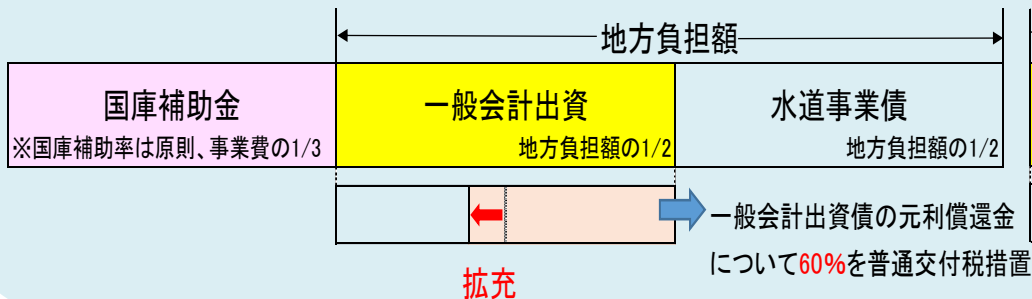 地方負担額
国庫補助金
※国庫補助率は原則、事業費の1/3
一般会計出資
地方負担額の1/2
水道事業債
地方負担額の1/2
一般会計出資債の元利償還金
について60%を普通交付税措置
拡充